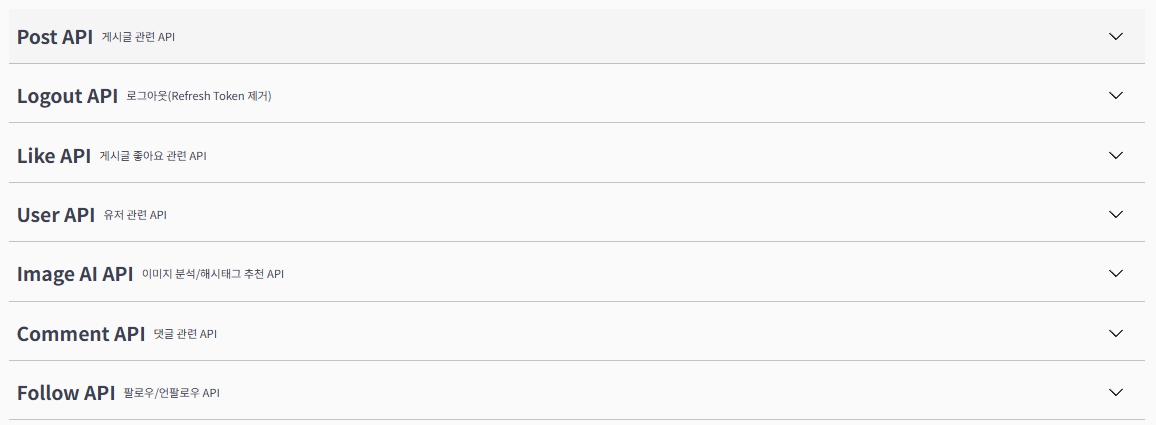 Post API 게시글 관련 API
Logout API 로그아웃(Refresh Token 제거)
Like API 게시글 좋아요 관련 API
User API 유저 관련 API
Image AI API 이미지 분석/해시태그 추천 API
Comment API 댓글 관련 API
Follow API 팔로우/언팔로우 API